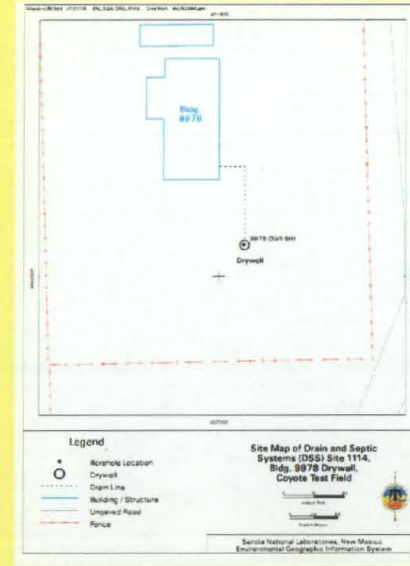 Bldg.
9978
Drywell
Legend
Borehole Location
Drywell
Drain Line
Building / Structure
Unpaved Road
Fence
Site Map of Drain and Septic
Systems (DSS) Site 1114,
Bldg. 9978 Drywell,
Coyote Test Field
Sandia National Laboratories, New Mexico
Environmental Geographic Information System